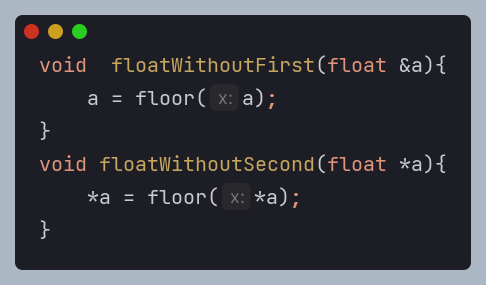 void  floatWithoutFirst(float &a){
    a = floor( x: a);
}
void floatWithoutSecond(float *a){
    *a = floor( x: *a);
}